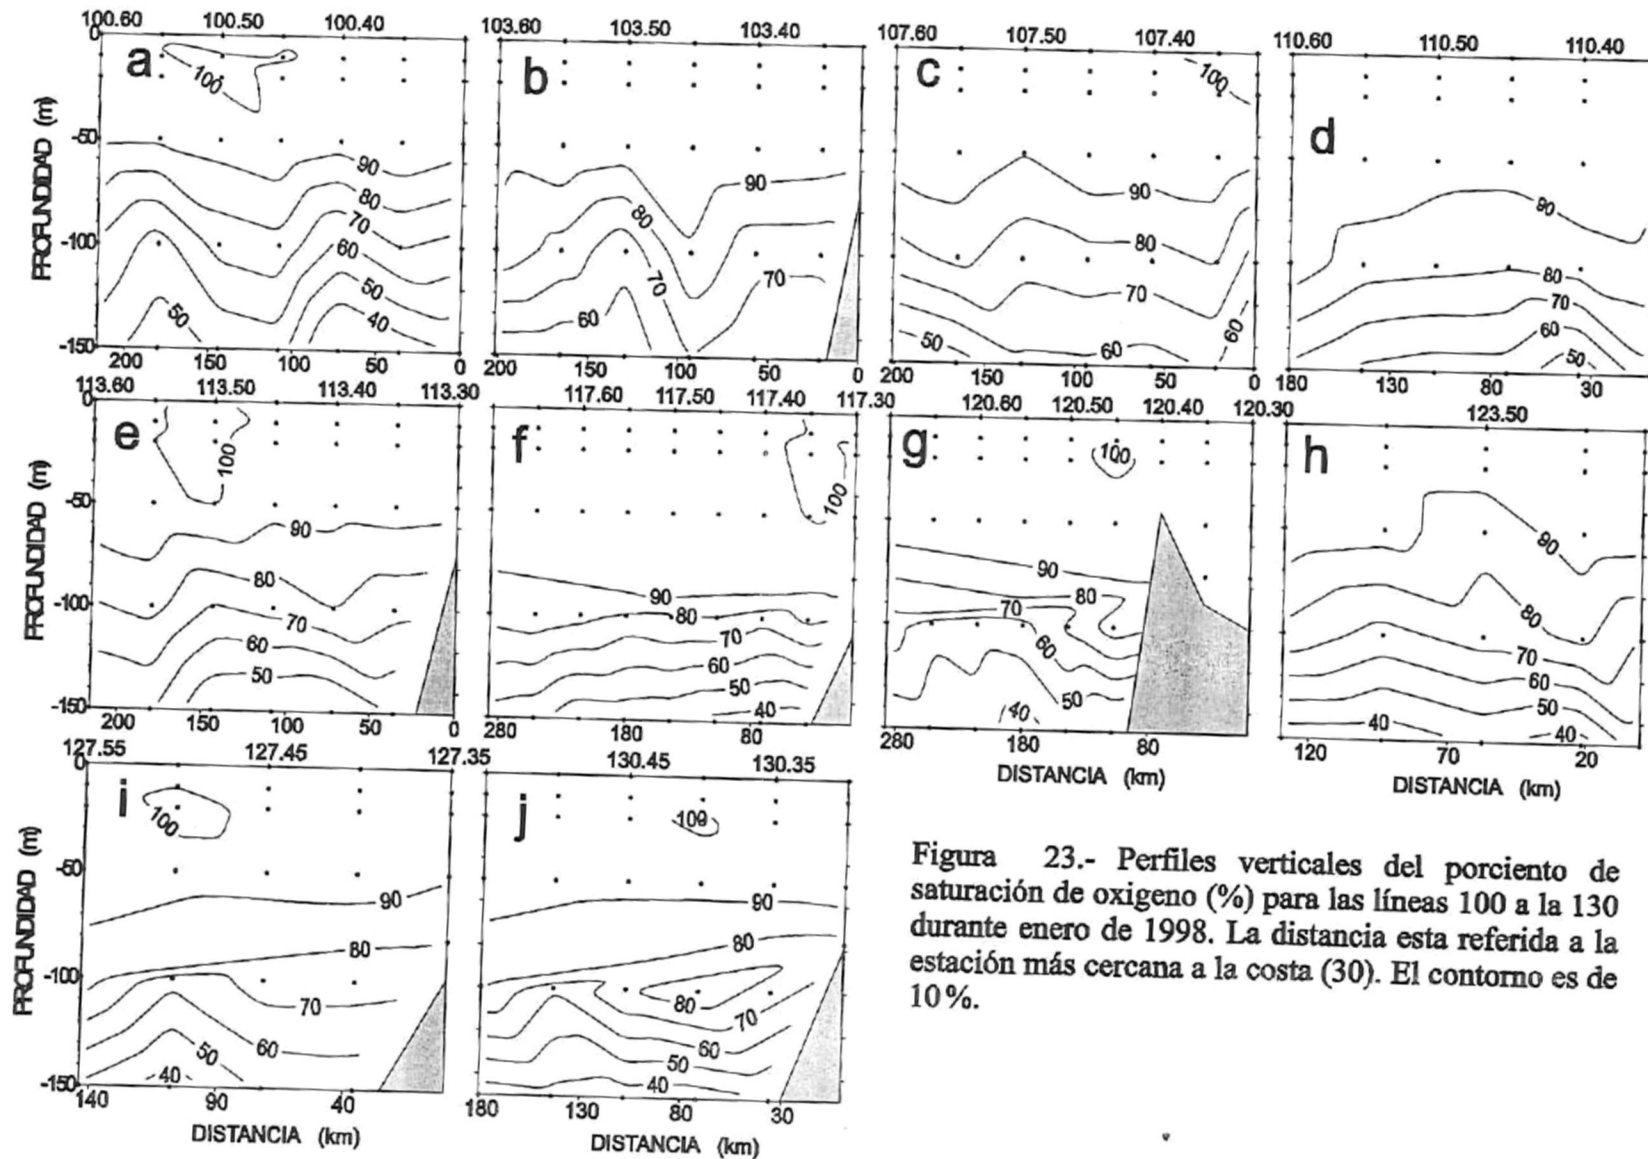 100.60 100.50 100.40
103.60 103.50 103.40
107.60 107.50 107.40
110.60 110.50 110.40
PROFUNDIDAD (m)
0
-50
-100
-150
a
100
90
80
70
60
50
50
40
200 150 100 50 0
b
90
80
70
70
60
200 150 100 50 0
c
100
90
80
70
60
60
50
200 150 100 50 0
d
90
80
70
60
50
180 130 80 30
113.60 113.50 113.40 113.30
117.60 117.50 117.40 117.30
120.60 120.50 120.40 120.30
123.50
PROFUNDIDAD (m)
0
-50
-100
-150
e
100
90
80
70
60
50
200 150 100 50 0
f
100
90
80
70
60
50
40
280 180 80
g
100
90
80
70
60
50
40
280 180 80
DISTANCIA (km)
h
90
80
70
60
50
40
40
120 70 20
DISTANCIA (km)
127.55 127.45 127.35
130.45 130.35
PROFUNDIDAD (m)
0
-50
-100
-150
i
100
90
80
70
60
50
40
140 90 40
DISTANCIA (km)
j
100
90
80
80
70
60
50
40
180 130 80 30
DISTANCIA (km)
Figura 23.- Perfiles verticales del porciento de
saturación de oxigeno (%) para las líneas 100 a la 130
durante enero de 1998. La distancia esta referida a la
estación más cercana a la costa (30). El contorno es de
10%.